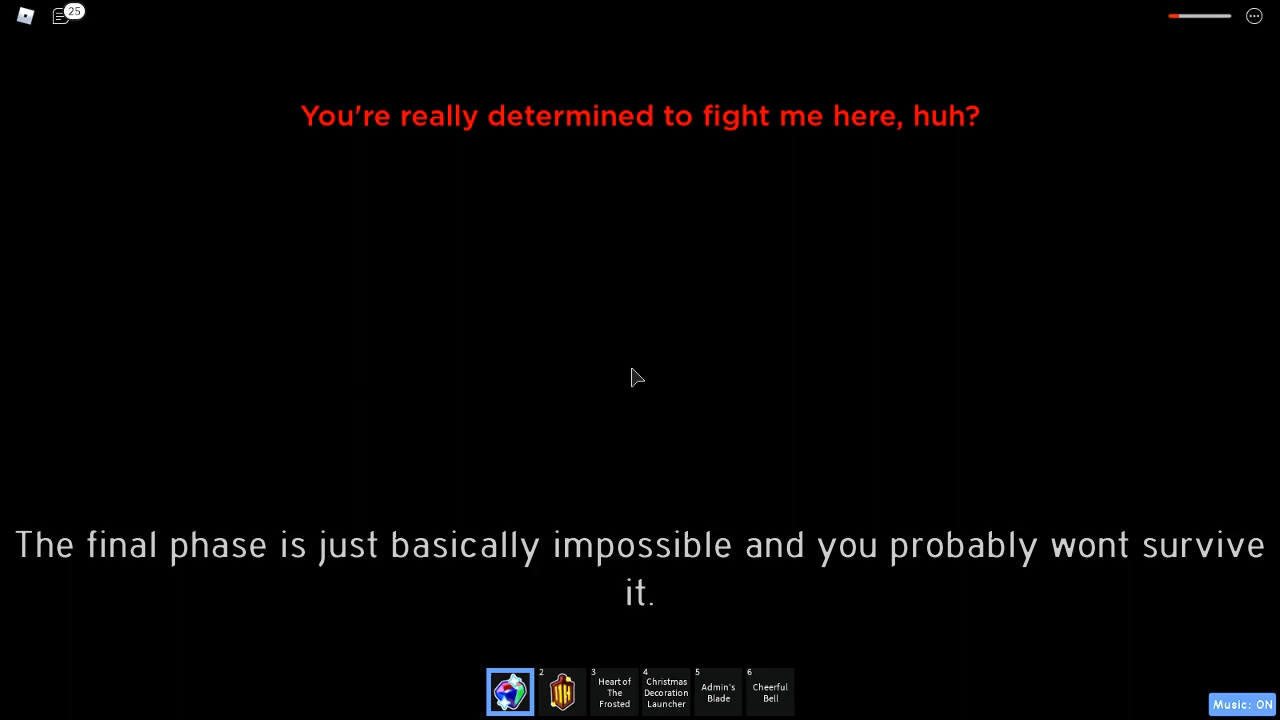 25
You're really determined to fight me here, huh?
The final phase is just basically impossible and you probably wont survive
it.
2
3
Heart of
The
Frosted
4
Christmas
Decoration
Launcher
5
Admin's
Blade
6
Cheerful
Bell
Music: ON